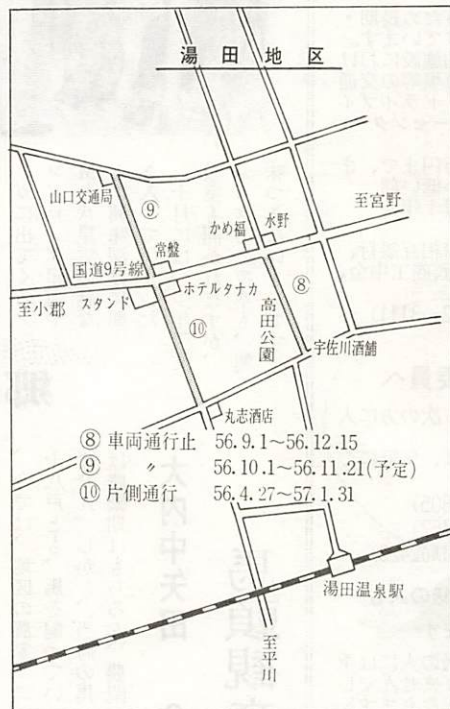 湯田地区
山口交通局
⑨
至宮野
かめ福
水野
常盤
国道9号線
至小郡
スタンド
ホテルタナカ
⑧
高田公園
⑩
宇佐川酒舗
丸志酒店
⑧ 車両通行止 56.9.1～56.12.15
⑨ 〃 56.10.1～56.11.21(予定)
⑩ 片側通行 56.4.27～57.1.31
湯田温泉駅
至平川